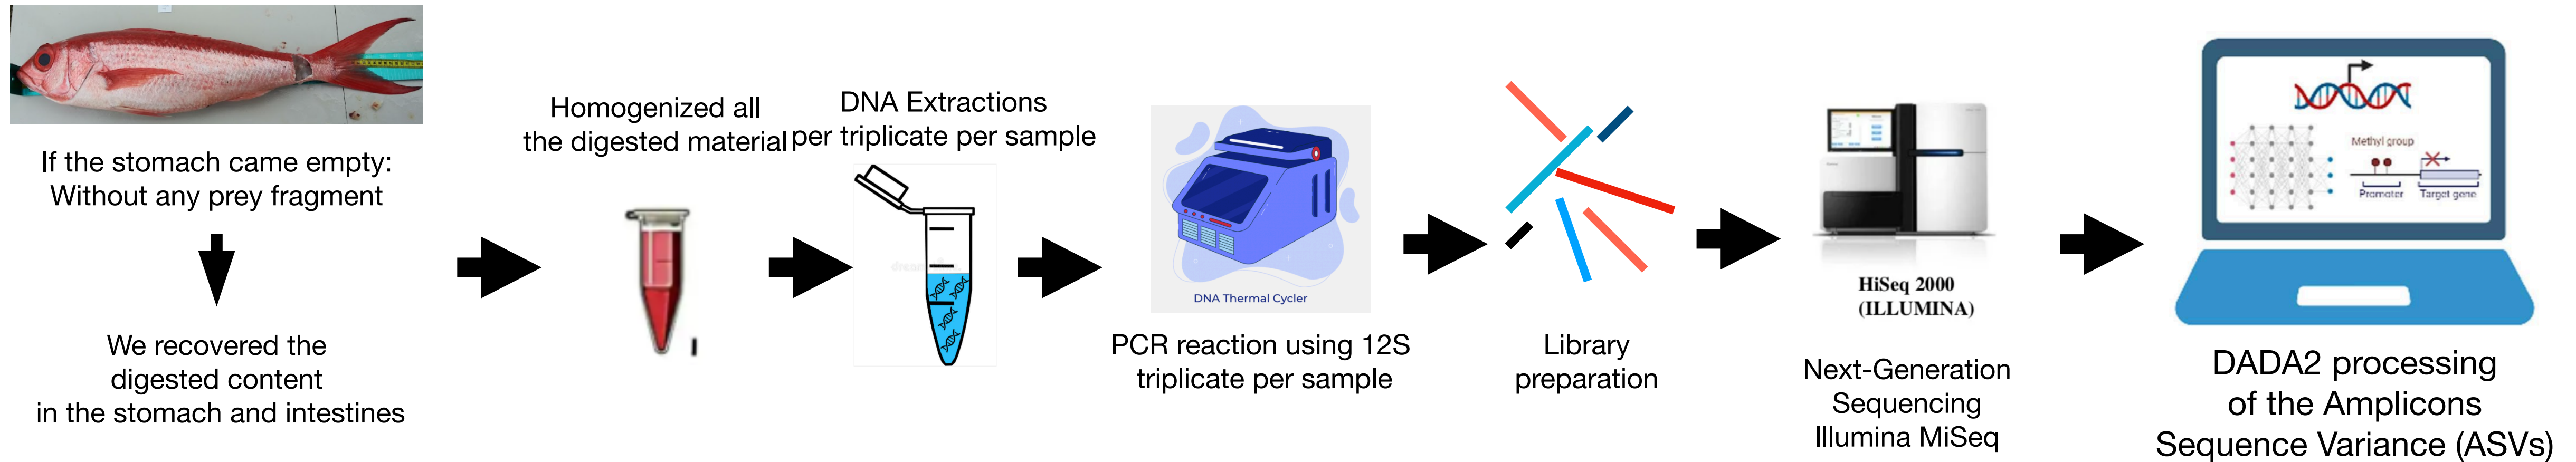 If the stomach came empty:
Without any prey fragment
We recovered the
digested content
in the stomach and intestines
Homogenized all
the digested material
DNA Extractions
per triplicate per sample
DNA Thermal Cycler
PCR reaction using 12S
triplicate per sample
Library
preparation
HiSeq 2000
(ILLUMINA)
Next-Generation
Sequencing
Illumina MiSeq
Methyl group
Promoter
Target gene
DADA2 processing
of the Amplicons
Sequence Variance (ASVs)